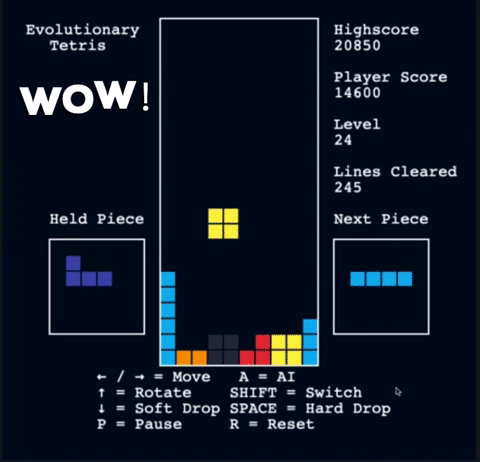 Evolutionary
Tetris
WOW!
Highscore
20850
Player Score
14600
Level
24
Lines Cleared
245
Held Piece
Next Piece
← / → = Move   A = AI
↑ = Rotate   SHIFT = Switch
↓ = Soft Drop SPACE = Hard Drop
P = Pause   R = Reset